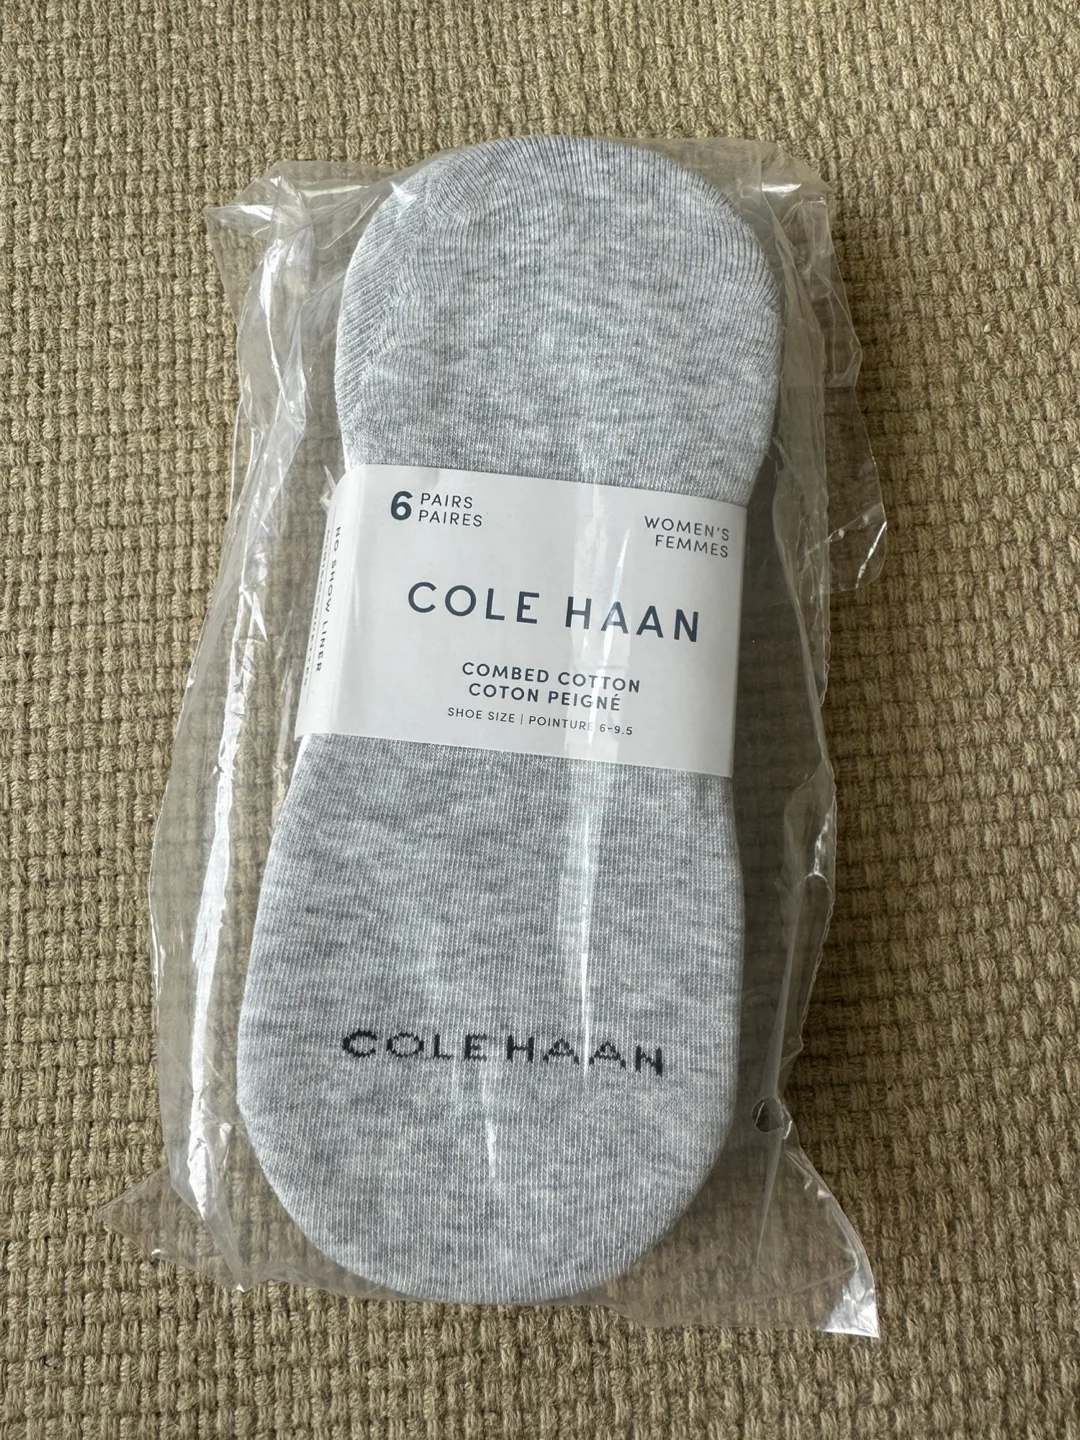 6 PAIRS
PAIRES
WOMEN'S
FEMMES
COLE HAAN
COMBED COTTON
COTON PEIGNÉ
SHOE SIZE | POINTURE 6-9.5
NO SHOW LINER
COLE HAAN